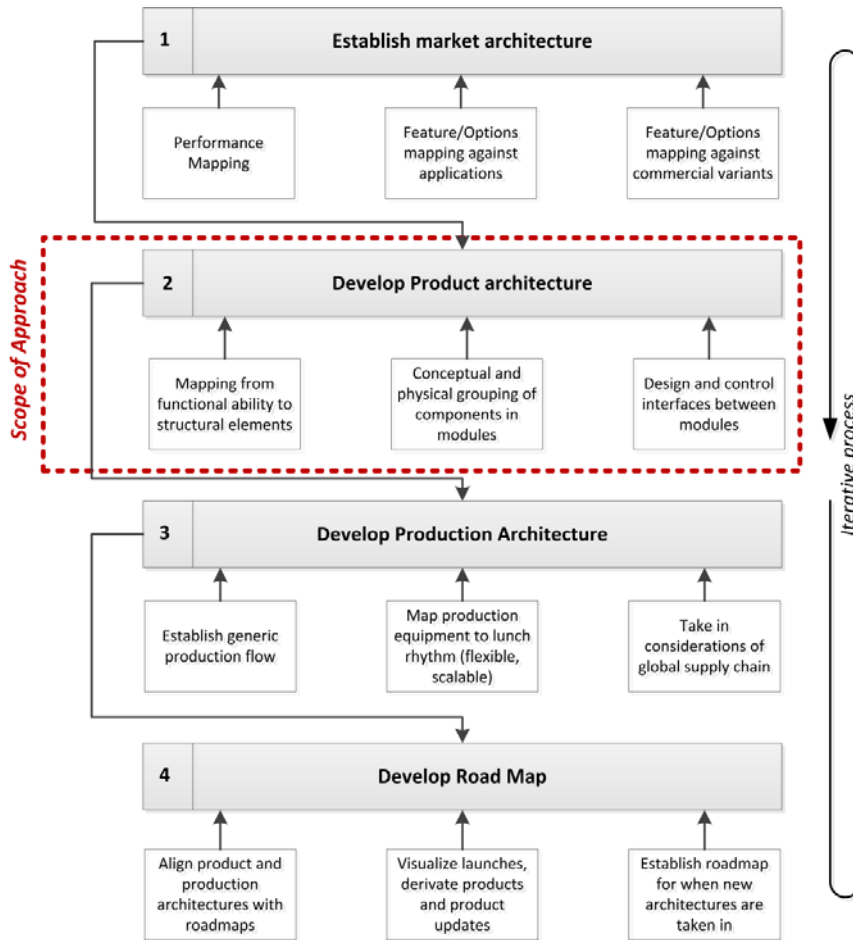 1
Establish market architecture
Performance
Mapping
Feature/Options
mapping against
applications
Feature/Options
mapping against
commercial variants
Scope of Approach
2
Develop Product architecture
Mapping from
functional ability to
structural elements
Conceptual and
physical grouping of
components in
modules
Design and control
interfaces between
modules
Iterative process
3
Develop Production Architecture
Establish generic
production flow
Map production
equipment to lunch
rhythm (flexible,
scalable)
Take in
considerations of
global supply chain
4
Develop Road Map
Align product and
production
architectures with
roadmaps
Visualize launches,
derivate products
and product
updates
Establish roadmap
for when new
architectures are
taken in